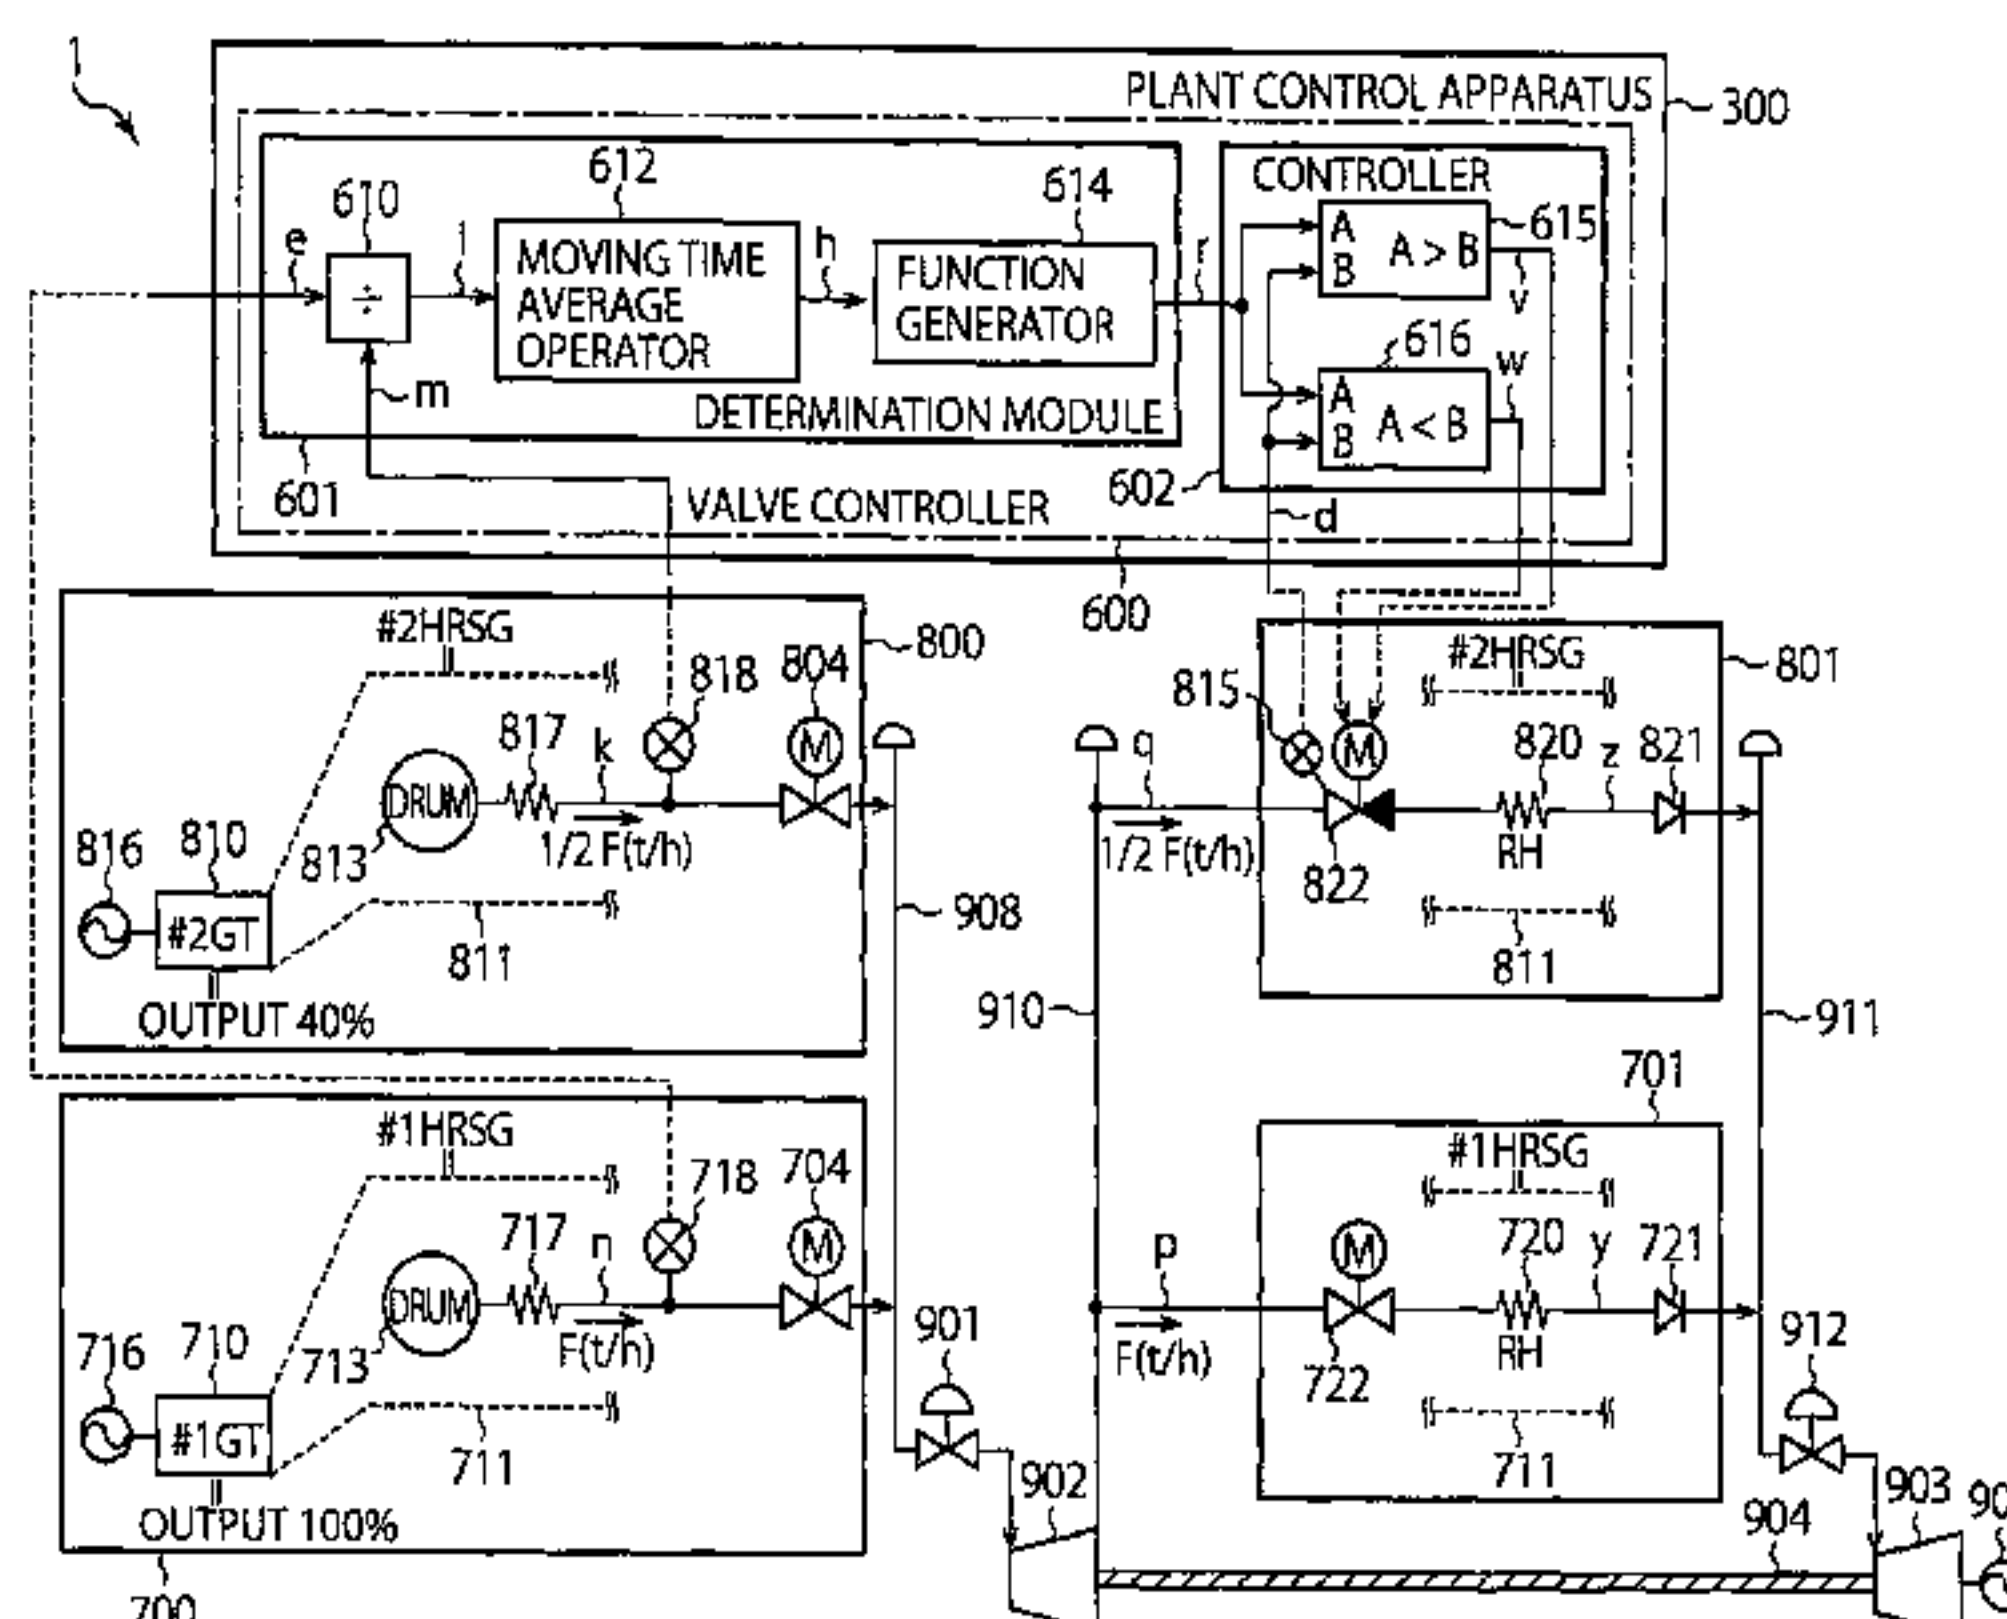 1
PLANT CONTROL APPARATUS
300
CONTROLLER
610
612
614
615
e
÷
l
MOVING TIME
AVERAGE
OPERATOR
h
FUNCTION
GENERATOR
r
A
B
A > B
v
616
w
A
B
A < B
m
DETERMINATION MODULE
601
VALVE CONTROLLER
602
d
600
#2HRSG
800
818
804
M
817
k
DRUM
813
1/2 F(t/h)
816
810
#2GT
811
OUTPUT 40%
908
#2HRSG
801
815
M
q
820
z
821
1/2 F(t/h)
822
RH
811
910
911
#1HRSG
718
704
M
717
n
DRUM
713
F(t/h)
716
710
#1GT
711
OUTPUT 100%
700
901
902
701
#1HRSG
M
p
720
y
721
F(t/h)
722
RH
711
912
903
904